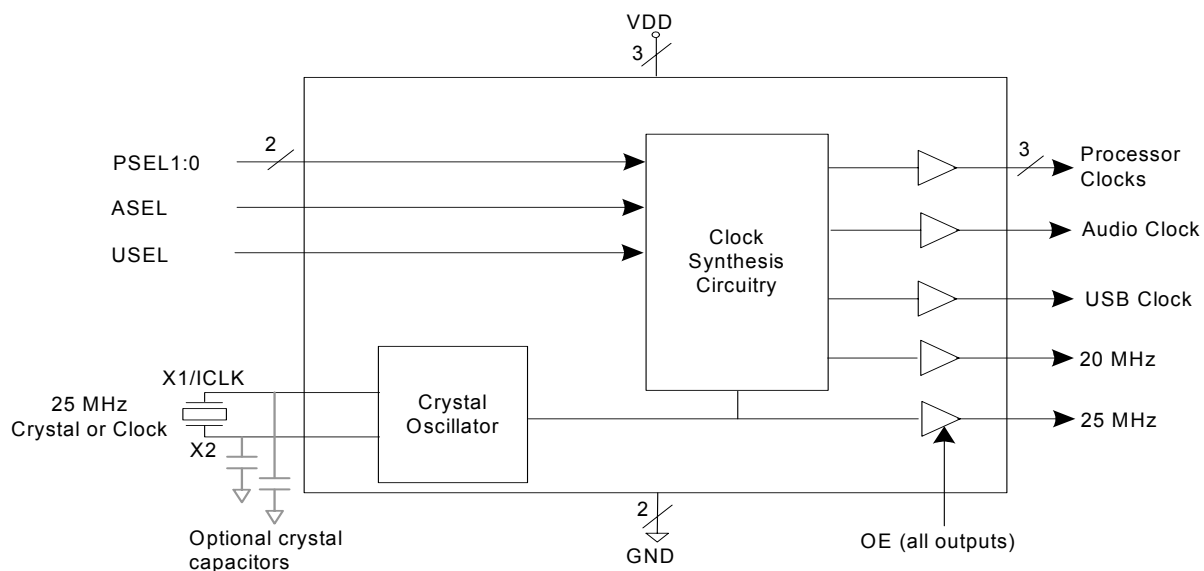 VDD
3
2
PSEL1:0
ASEL
USEL
Clock
Synthesis
Circuitry
3
Processor
Clocks
Audio Clock
USB Clock
20 MHz
25 MHz
X1/ICLK
25 MHz
Crystal or Clock
X2
Crystal
Oscillator
Optional crystal
capacitors
2
GND
OE (all outputs)